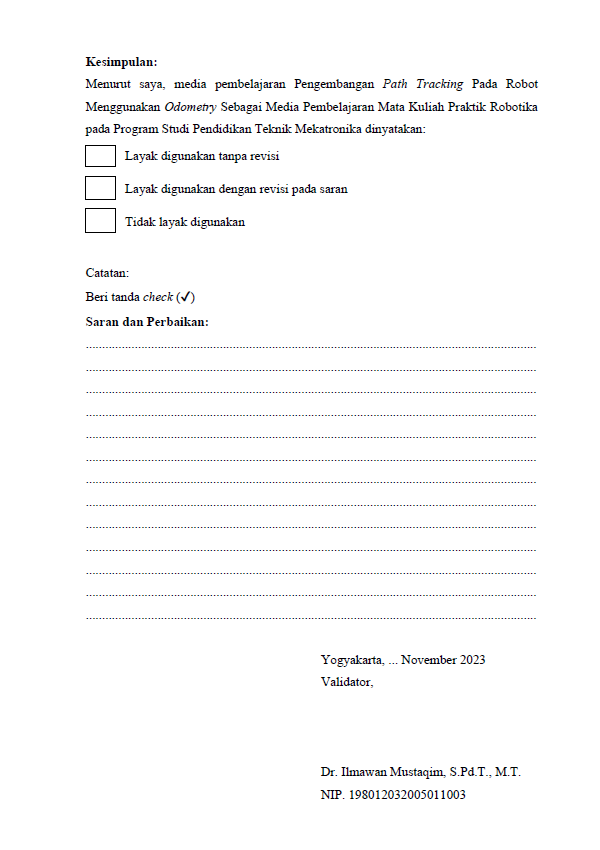 Kesimpulan:
Menurut saya, media pembelajaran Pengembangan Path Tracking Pada Robot
Menggunakan Odometry Sebagai Media Pembelajaran Mata Kuliah Praktik Robotika
pada Program Studi Pendidikan Teknik Mekatronika dinyatakan:
Layak digunakan tanpa revisi
Layak digunakan dengan revisi pada saran
Tidak layak digunakan
Catatan:
Beri tanda check (✓)
Saran dan Perbaikan:
Yogyakarta, ... November 2023
Validator,
Dr. Ilmawan Mustaqim, S.Pd.T., M.T.
NIP. 198012032005011003